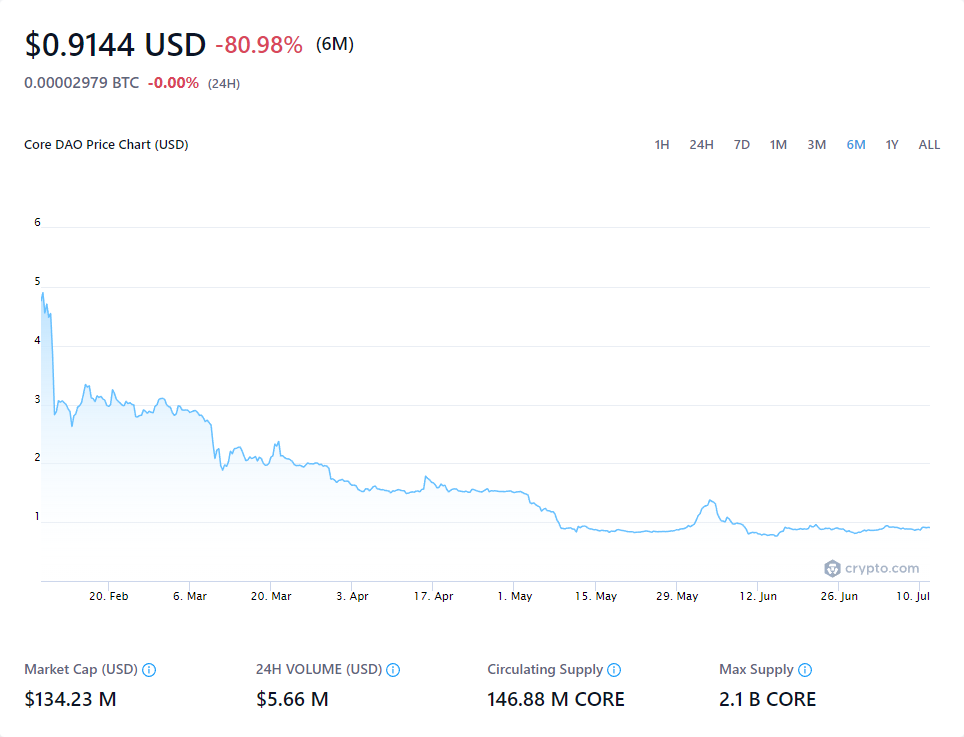 $0.9144 USD -80.98% (6M)
0.00002979 BTC -0.00% (24H)
Core DAO Price Chart (USD) 1H 24H 7D 1M 3M 6M 1Y ALL
6
5
4
3
2
1
crypto.com
20. Feb 6. Mar 20. Mar 3. Apr 17. Apr 1. May 15. May 29. May 12. Jun 26. Jun 10. Jul
Market Cap (USD) 24H VOLUME (USD) Circulating Supply Max Supply
$134.23 M $5.66 M 146.88 M CORE 2.1 B CORE